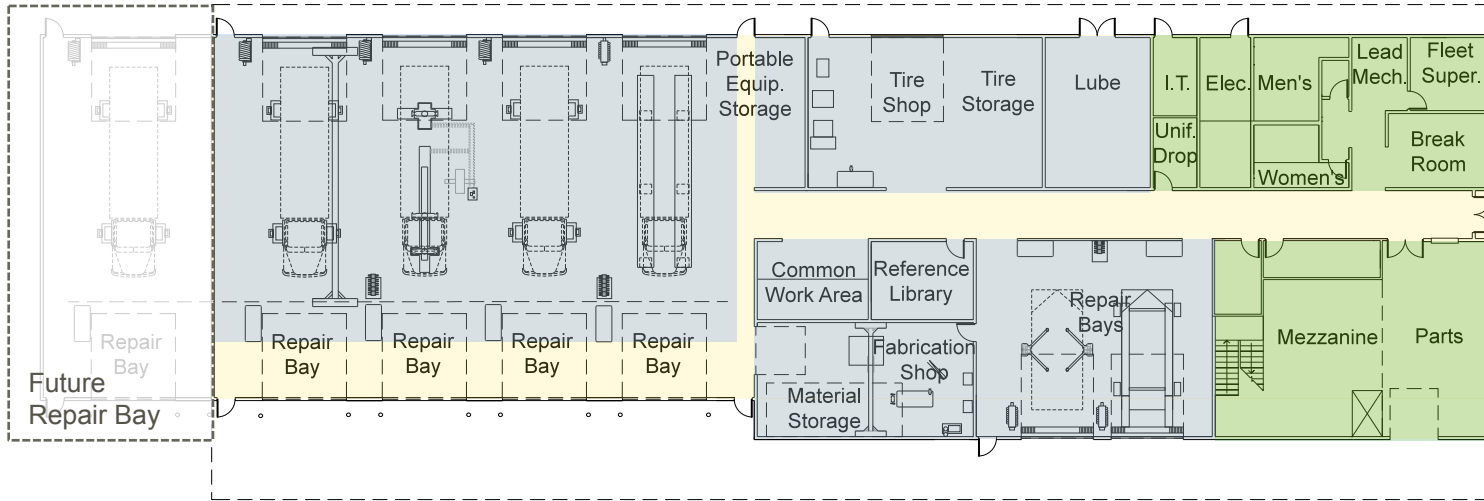 Portable
Equip.
Storage
Tire
Shop
Tire
Storage
Lube
I.T.
Elec.
Men's
Lead
Mech.
Fleet
Super.
Unif.
Drop
Women's
Break
Room
Common
Work Area
Reference
Library
Repair
Bays
Mezzanine
Parts
Fabrication
Shop
Material
Storage
Repair
Bay
Repair
Bay
Repair
Bay
Repair
Bay
Repair
Bay
Future
Repair Bay